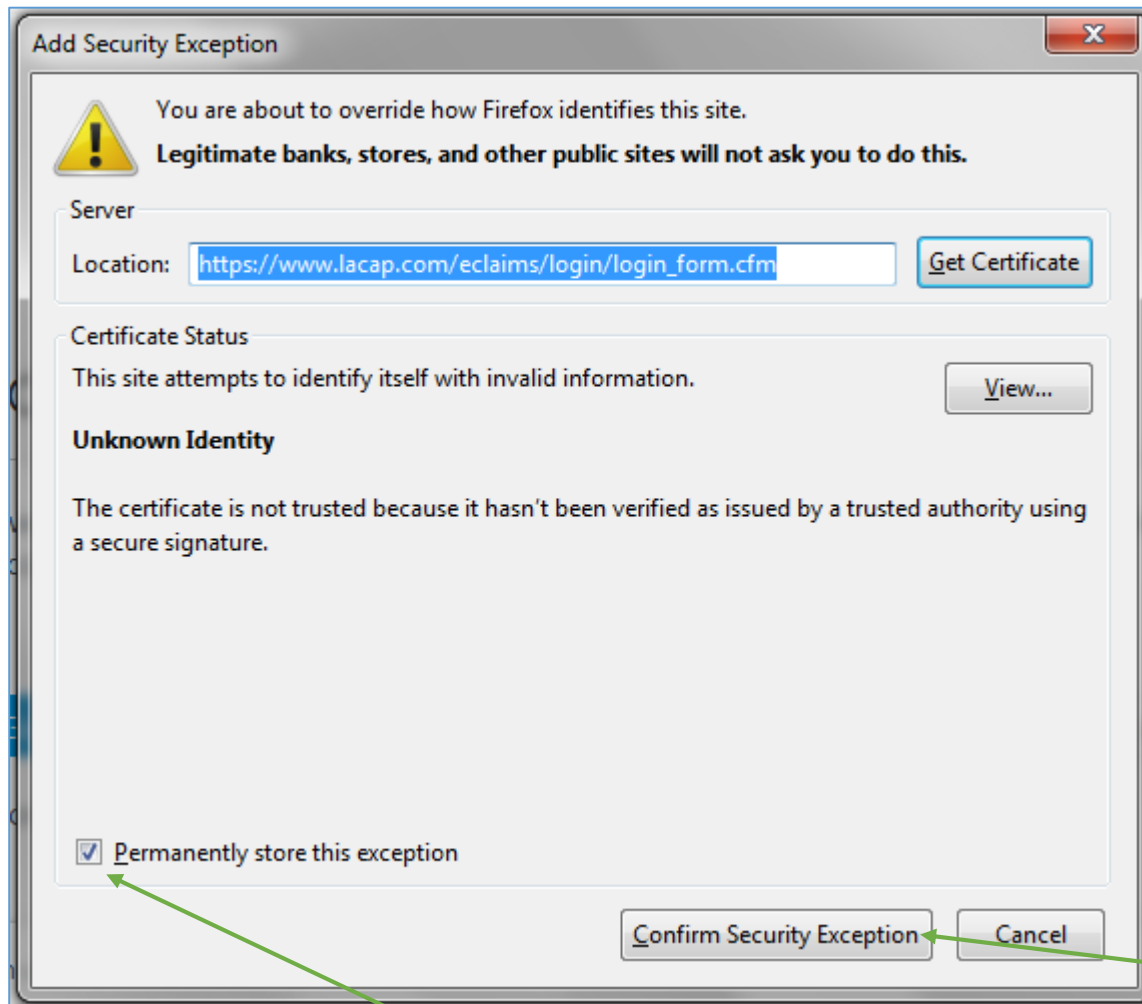 Add Security Exception
You are about to override how Firefox identifies this site.
Legitimate banks, stores, and other public sites will not ask you to do this.
Server
Location: https://www.lacap.com/eclaims/login/login_form.cfm Get Certificate
Certificate Status
This site attempts to identify itself with invalid information. View...
Unknown Identity
The certificate is not trusted because it hasn't been verified as issued by a trusted authority using
a secure signature.
Permanently store this exception
Confirm Security Exception Cancel